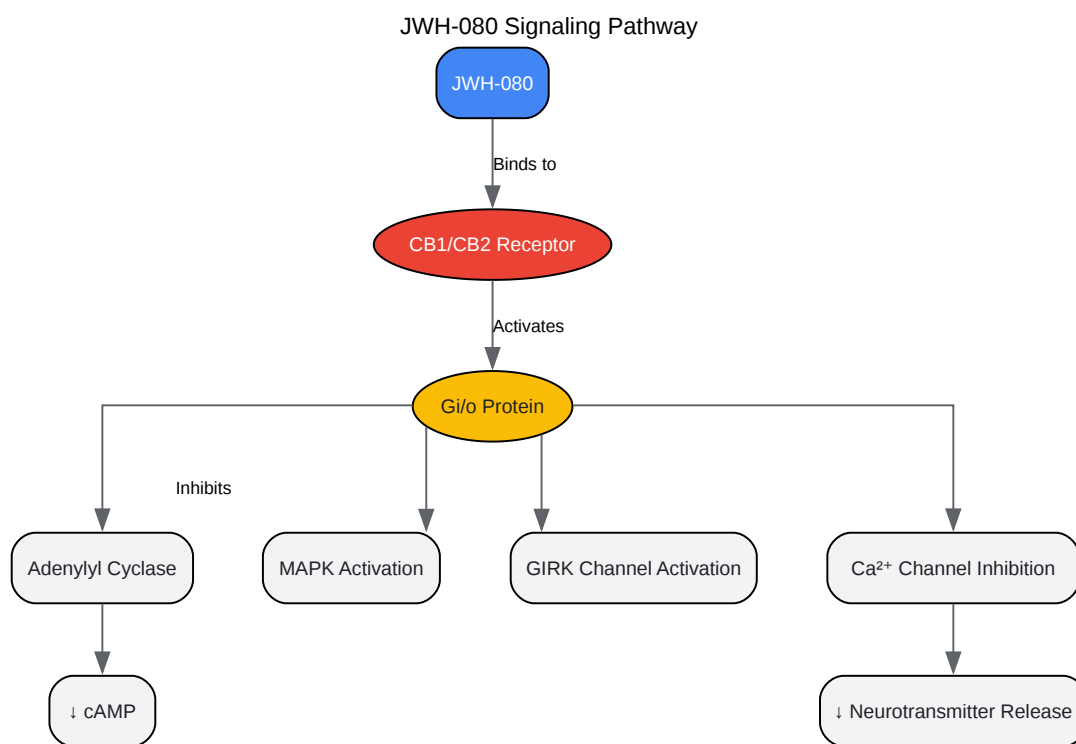 JWH-080 Signaling Pathway
JWH-080
Binds to
CB1/CB2 Receptor
Activates
Gi/o Protein
Inhibits
Adenylyl Cyclase
MAPK Activation
GIRK Channel Activation
Ca²⁺ Channel Inhibition
↓ cAMP
↓ Neurotransmitter Release